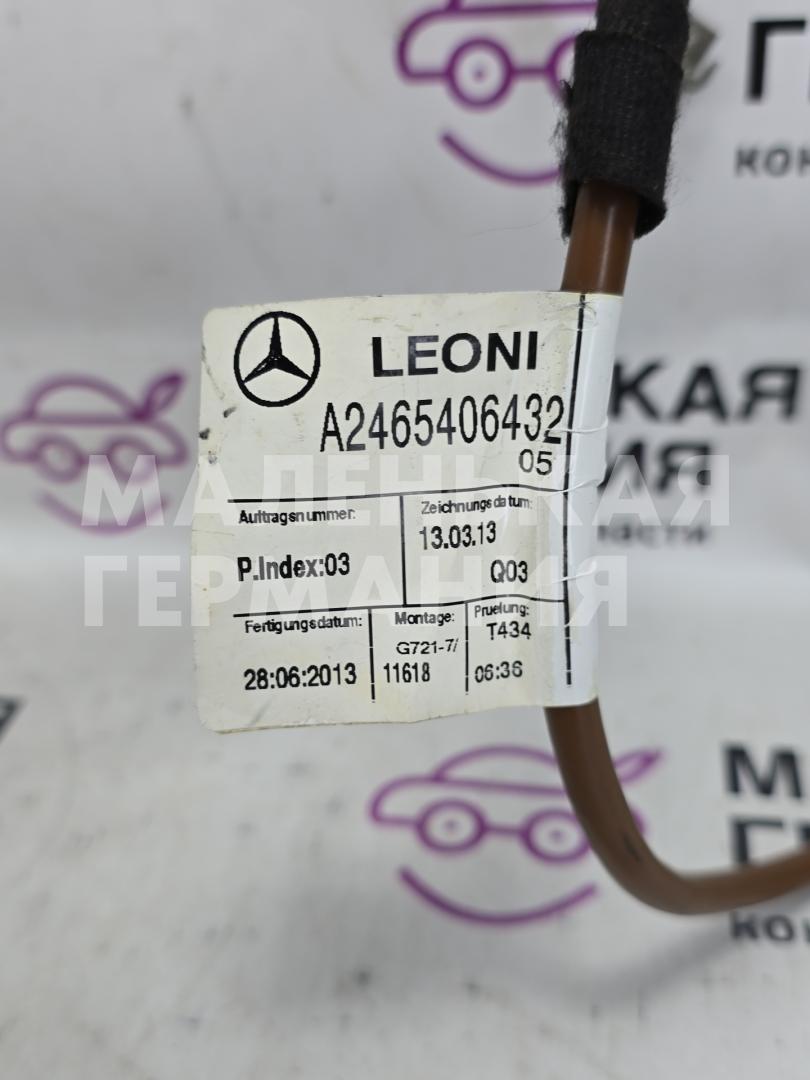 LEONI
A2465406432
05
Auftragsnummer:
Zeichnungsdatum:
13.03.13
P.Index:03
Q03
Fertigungsdatum:
Montage:
Pruefung:
G721-7/
T434
28:06:2013
11618
06:36
МАЛЕНЬКАЯ
ГЕРМАНИЯ